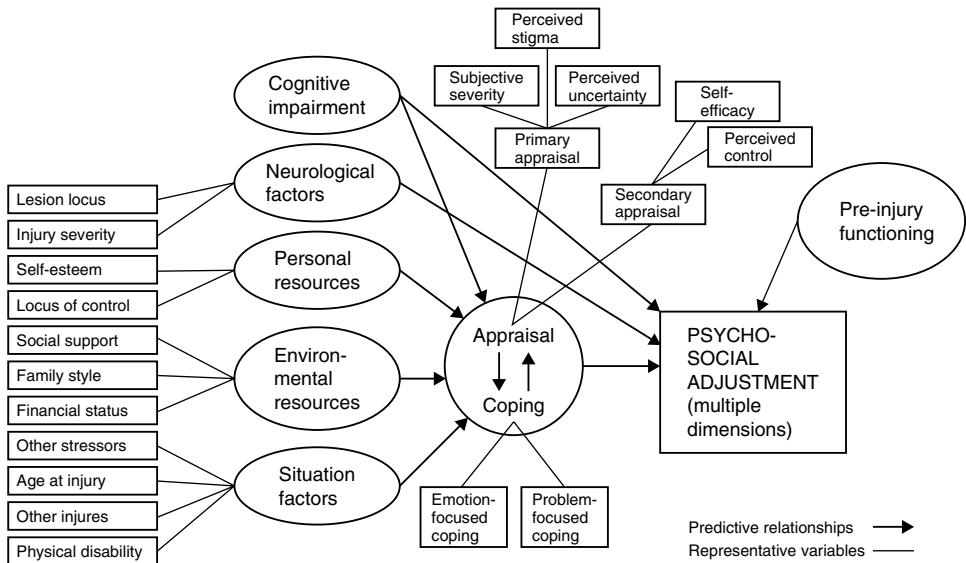 Perceived
stigma
Subjective
severity
Perceived
uncertainty
Self-
efficacy
Cognitive
impairment
Primary
appraisal
Perceived
control
Neurological
factors
Secondary
appraisal
Pre-injury
functioning
Lesion locus
Injury severity
Self-esteem
Locus of control
Personal
resources
Social support
Family style
Financial status
Environ-
mental
resources
Appraisal
Coping
PSYCHO-
SOCIAL
ADJUSTMENT
(multiple
dimensions)
Other stressors
Age at injury
Other injures
Physical disability
Situation
factors
Emotion-
focused
coping
Problem-
focused
coping
Predictive relationships
Representative variables